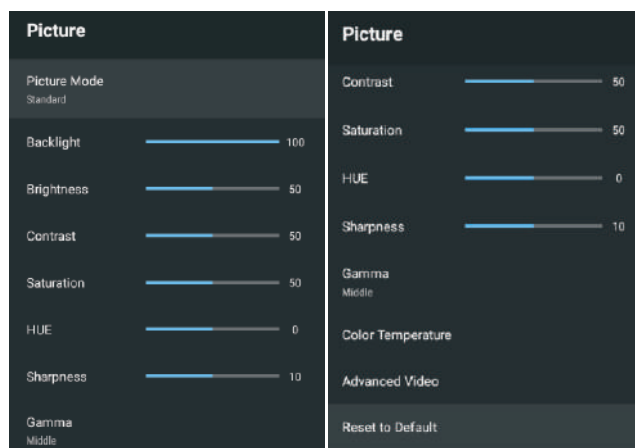 Picture
Picture Mode
Standard
Backlight 100
Brightness 50
Contrast 50
Saturation 50
HUE 0
Sharpness 10
Gamma
Middle
Picture
Contrast 50
Saturation 50
HUE 0
Sharpness 10
Gamma
Middle
Color Temperature
Advanced Video
Reset to Default